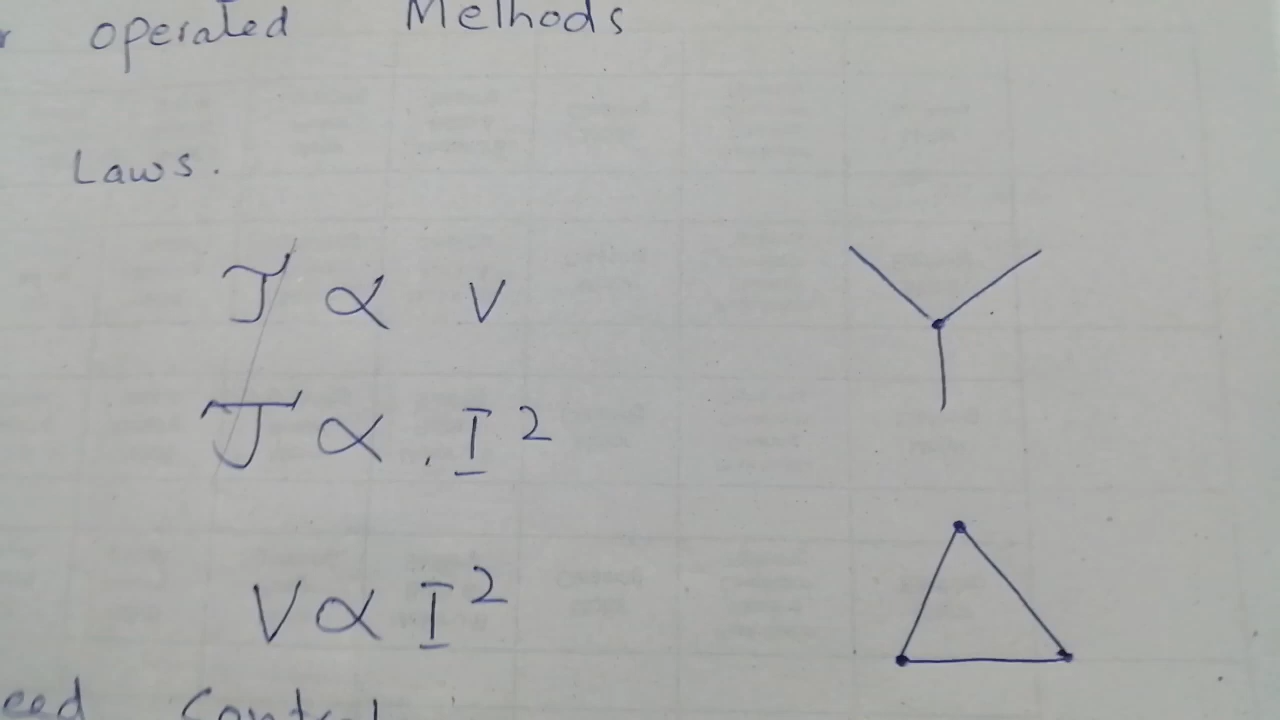 operated Methods
Laws.
T ∝ V
T ∝ . I²
V ∝ I²